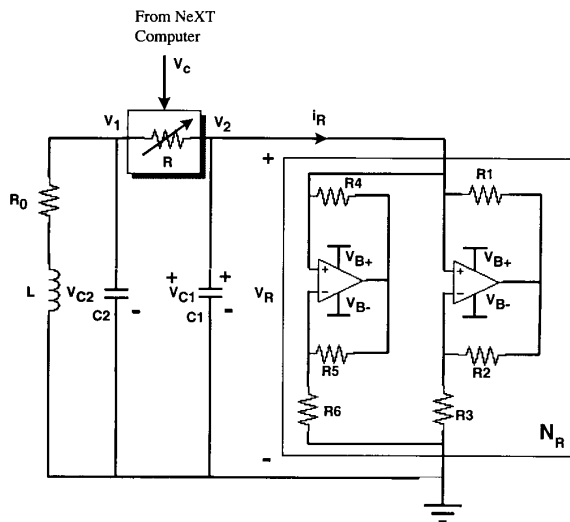 From NeXT
Computer
Vc
V1
V2
iR
R
+
R4
R1
R0
VB+
VB+
+
-
+
-
L
VC2
+
VC1
+
VR
VB-
VB-
C2
-
C1
-
R5
R2
R6
R3
NR
-